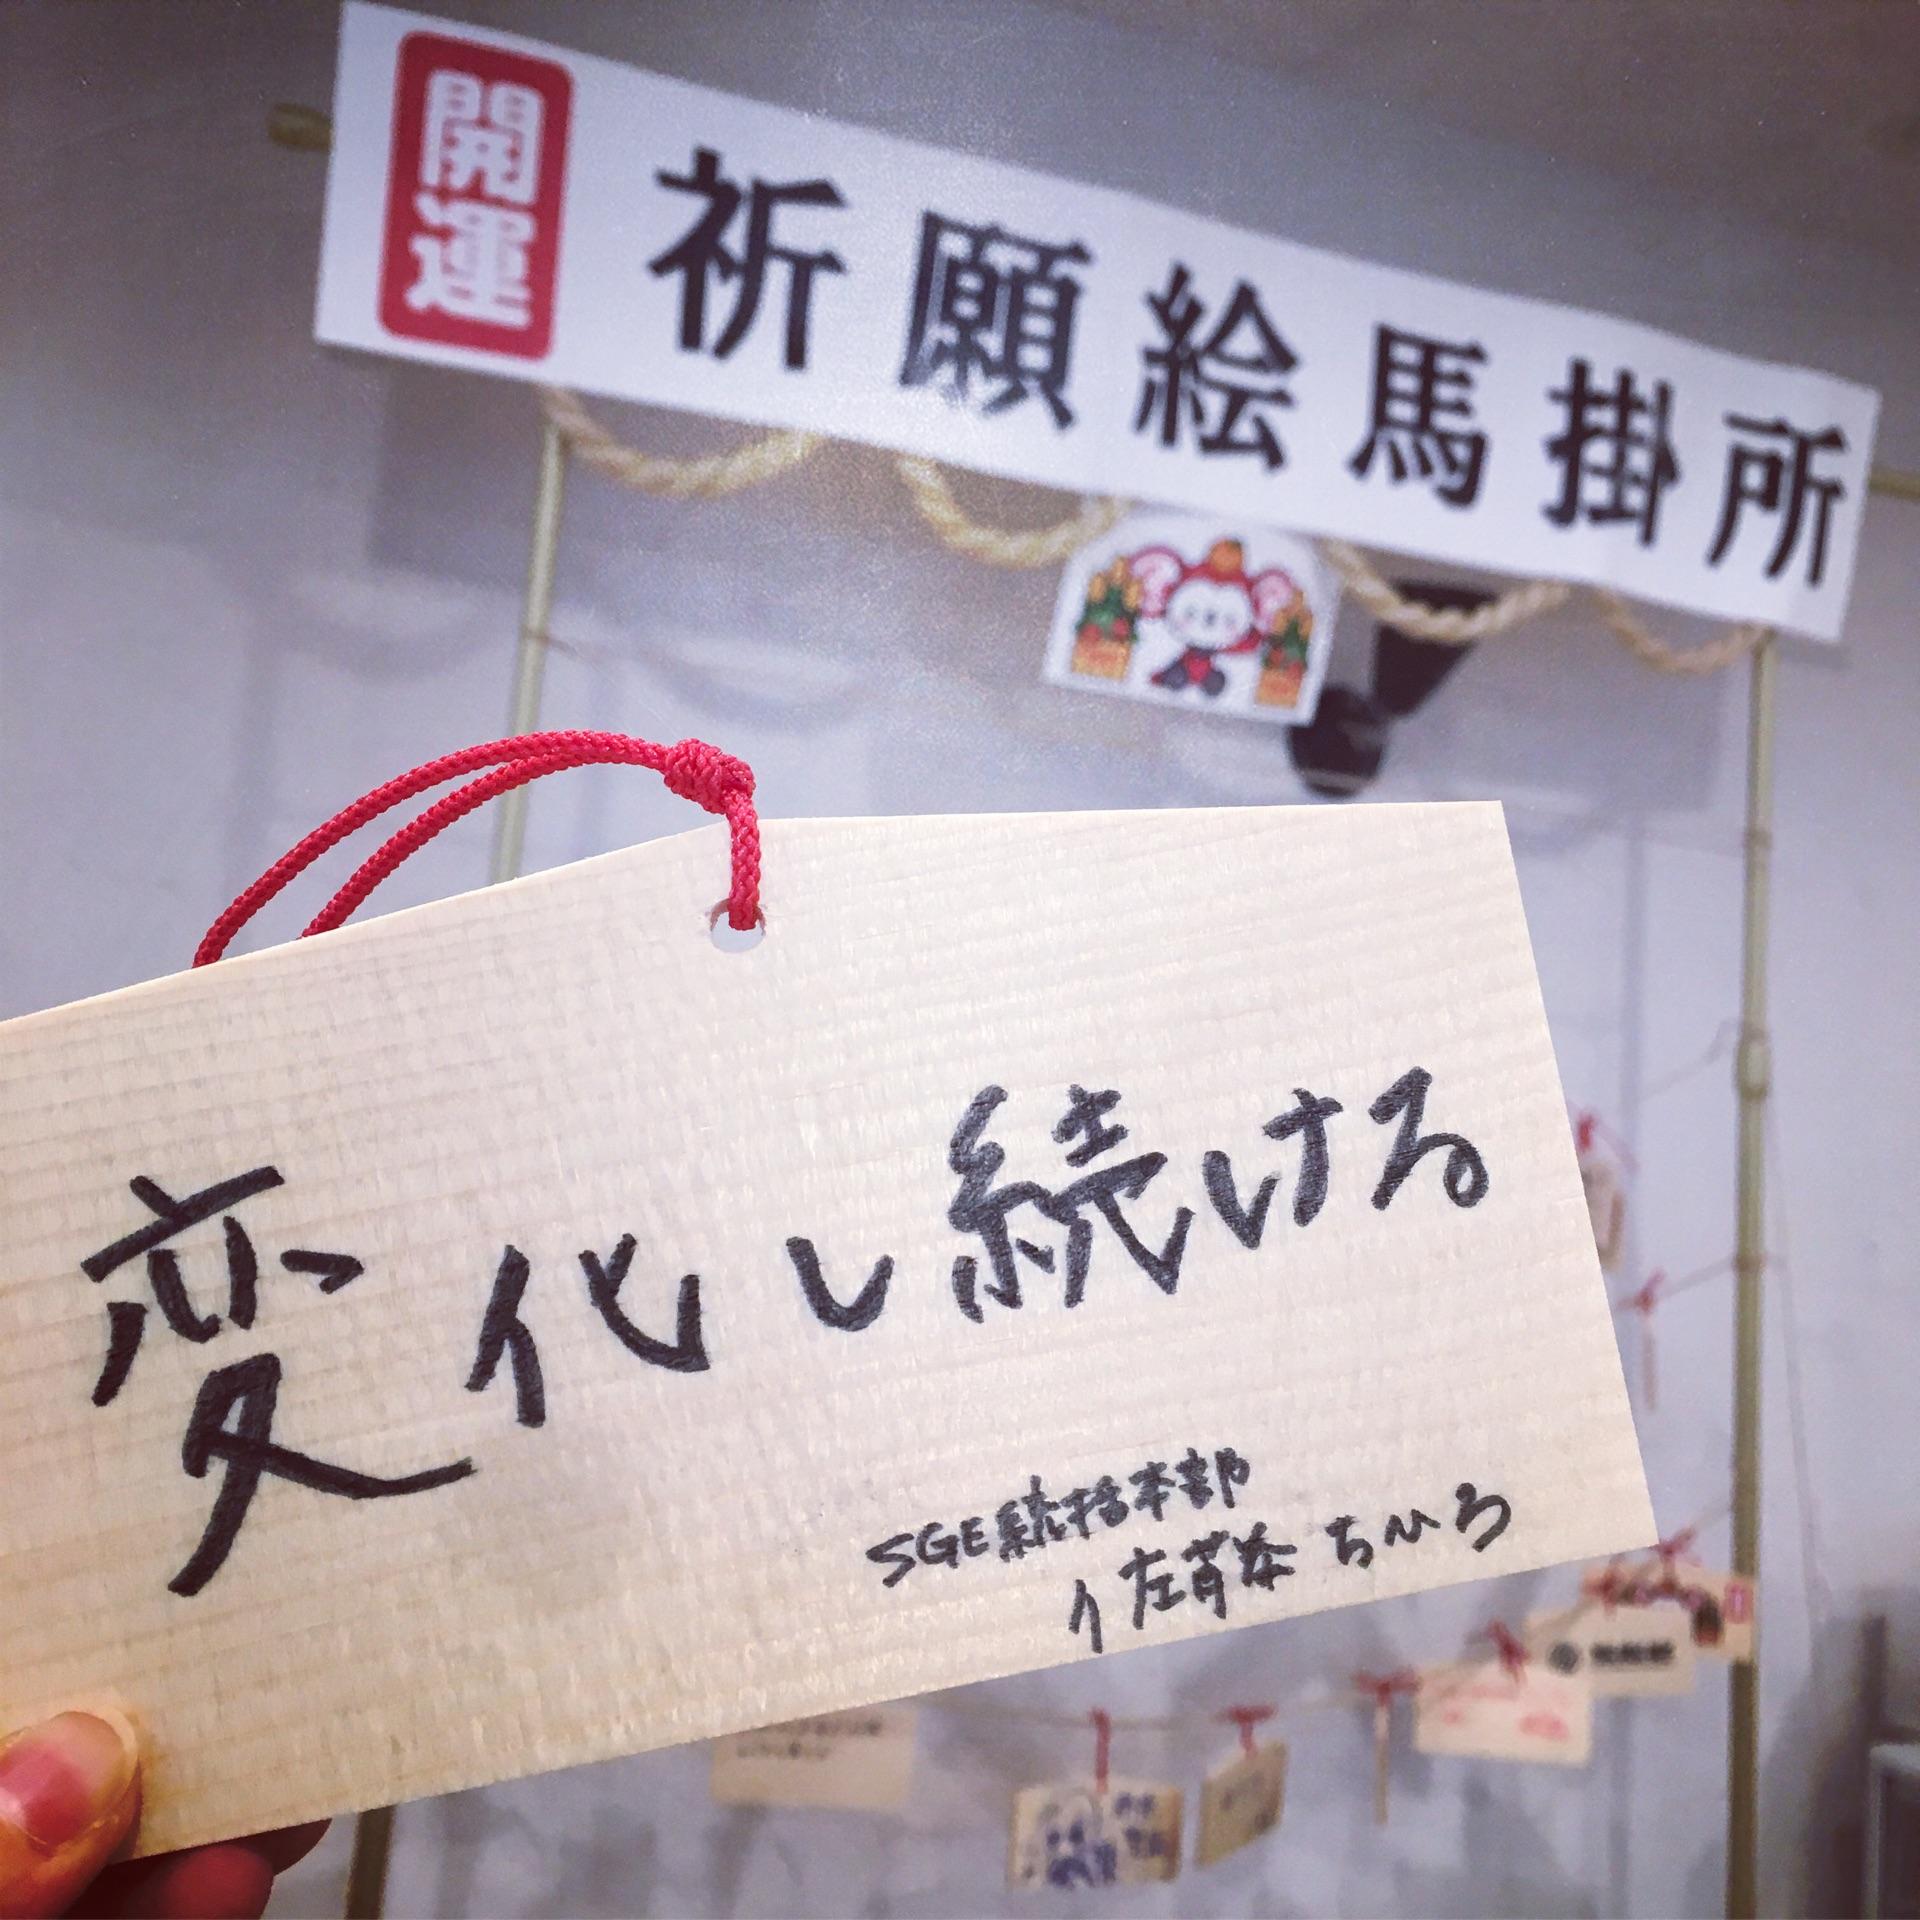 開運
祈願絵馬掛所
変化し続ける
SGE統括本部
佐藤ちひろ